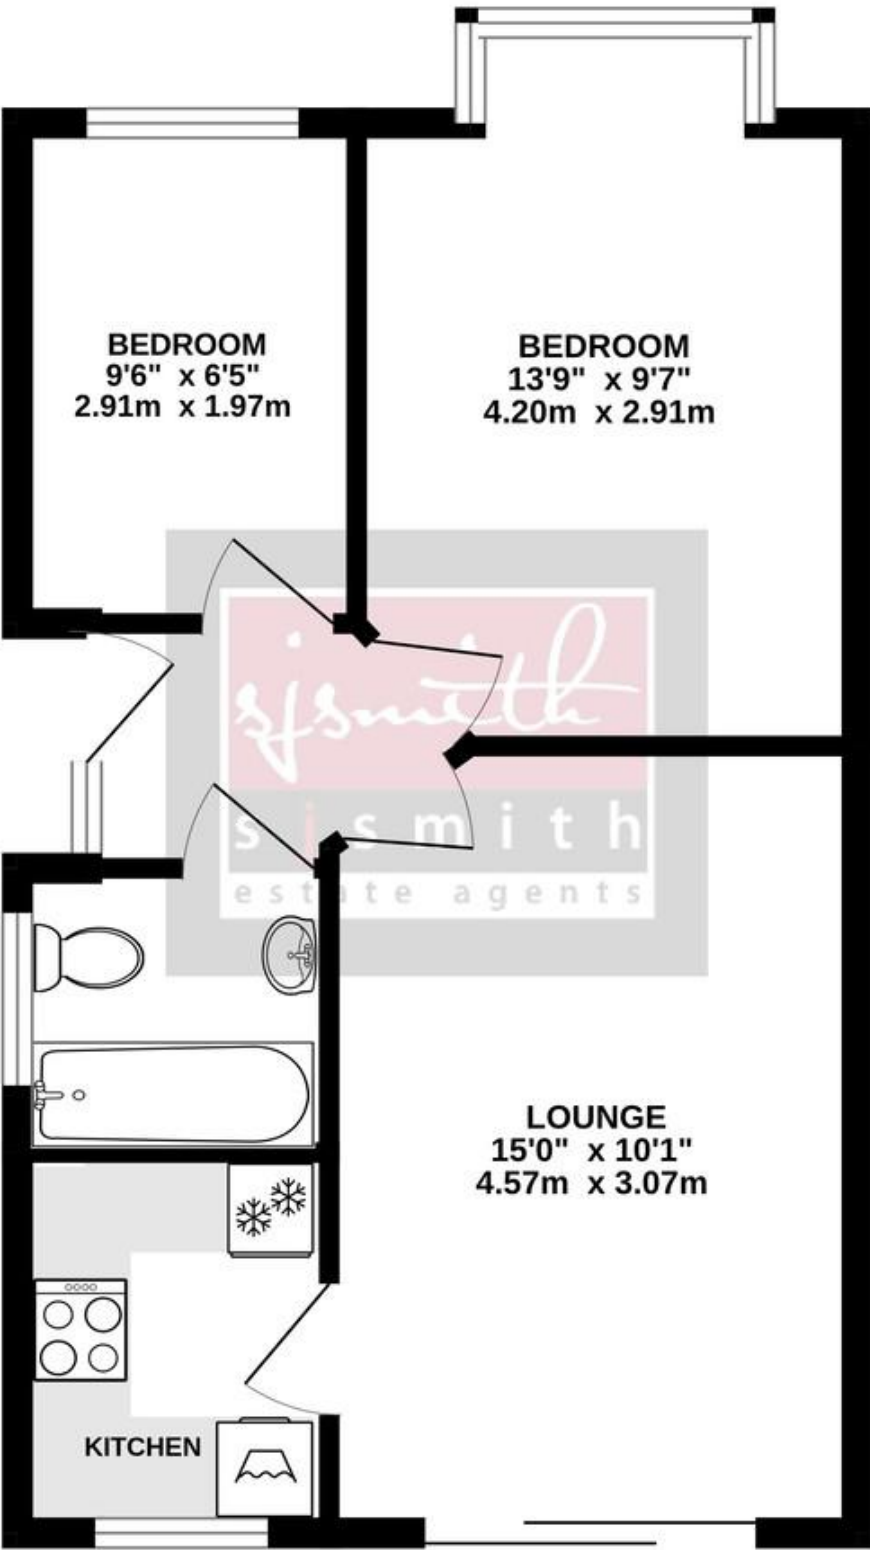 BEDROOM
9'6" x 6'5"
2.91m x 1.97m
BEDROOM
13'9" x 9'7"
4.20m x 2.91m
sjsmith
sjsmith
estate agents
LOUNGE
15'0" x 10'1"
4.57m x 3.07m
KITCHEN